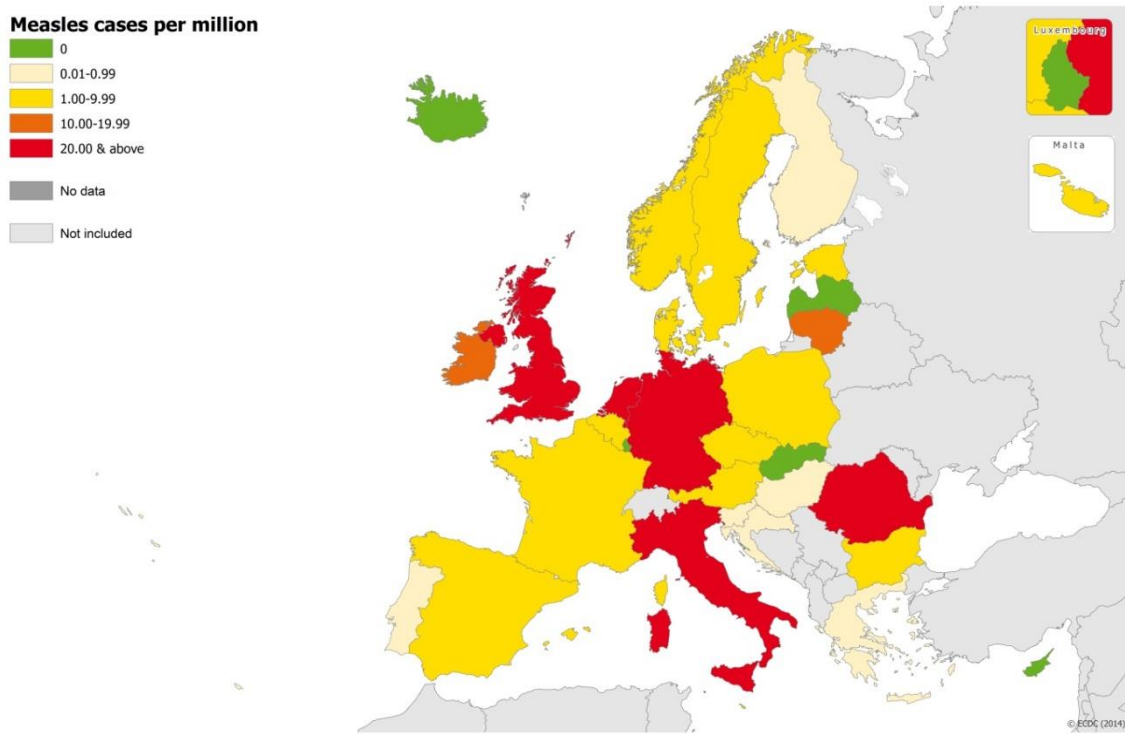 Measles cases per million
0
0.01-0.99
1.00-9.99
10.00-19.99
20.00 & above
No data
Not included
Luxembourg
Malta
© ECDC (2014)